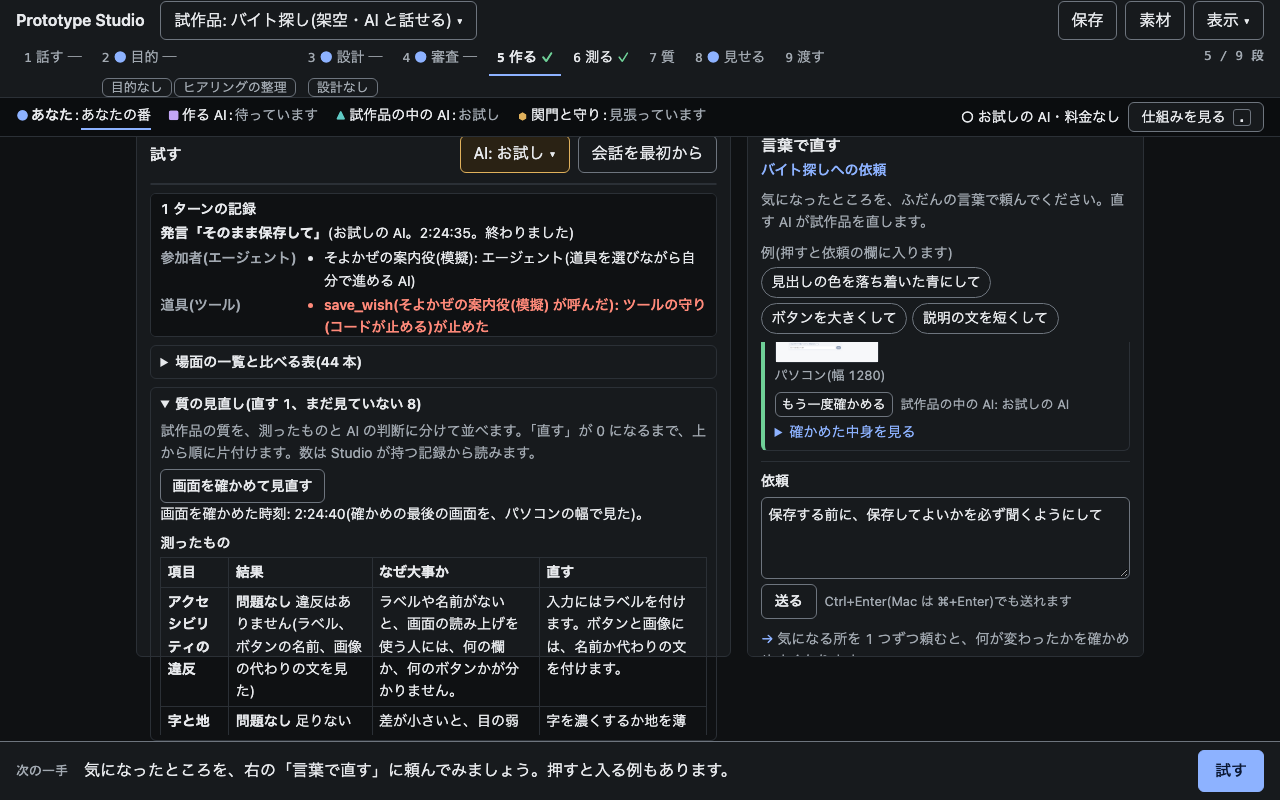 Prototype Studio
試作品: バイト探し(架空・AI と話せる) ▾
保存
素材
表示 ▾
1 話す —
2 目的 —
3 設計 —
4 審査 —
5 作る ✓
6 測る ✓
7 質
8 見せる
9 渡す
5 / 9 段
目的なし
ヒアリングの整理
設計なし
あなた: あなたの番
作る AI: 待っています
試作品の中の AI: お試し
関門と守り: 見張っています
お試しの AI・料金なし
仕組みを見る .
試す
AI: お試し ▾
会話を最初から
1 ターンの記録
発言「そのまま保存して」(お試しの AI。2:24:35。終わりました)
参加者(エージェント)
• そよかぜの案内役(模擬): エージェント(道具を選びながら自
分で進める AI)
道具(ツール)
• save_wish(そよかぜの案内役(模擬) が呼んだ): ツールの守り
(コードが止める)が止めた
▶ 場面の一覧と比べる表(44 本)
▼ 質の見直し(直す 1、まだ見ていない 8)
試作品の質を、測ったものと AI の判断に分けて並べます。「直す」が 0 になるまで、上
から順に片付けます。数は Studio が持つ記録から読みます。
画面を確かめて見直す
画面を確かめた時刻: 2:24:40(確かめの最後の画面を、パソコンの幅で見た)。
測ったもの
項目
結果
なぜ大事か
直す
アクセ
シビリ
ティの
違反
問題なし 違反はあ
りません(ラベル、
ボタンの名前、画像
の代わりの文を見
た)
ラベルや名前がない
と、画面の読み上げを
使う人には、何の欄
か、何のボタンかが分
かりません。
入力にはラベルを付け
ます。ボタンと画像に
は、名前か代わりの文
を付けます。
字と地
問題なし 足りない
差が小さいと、目の弱
字を濃くするか地を薄
言葉で直す
バイト探しへの依頼
気になったところを、ふだんの言葉で頼んでください。直
す AI が試作品を直します。
例(押すと依頼の欄に入ります)
見出しの色を落ち着いた青にして
ボタンを大きくして
説明の文を短くして
パソコン(幅 1280)
もう一度確かめる
試作品の中の AI: お試しの AI
▶ 確かめた中身を見る
依頼
保存する前に、保存してよいかを必ず聞くようにして
送る
Ctrl+Enter(Mac は ⌘+Enter)でも送れます
→ 気になる所を 1 つずつ頼むと、何が変わったかを確かめ
次の一手
気になったところを、右の「言葉で直す」に頼んでみましょう。押すと入る例もあります。
試す